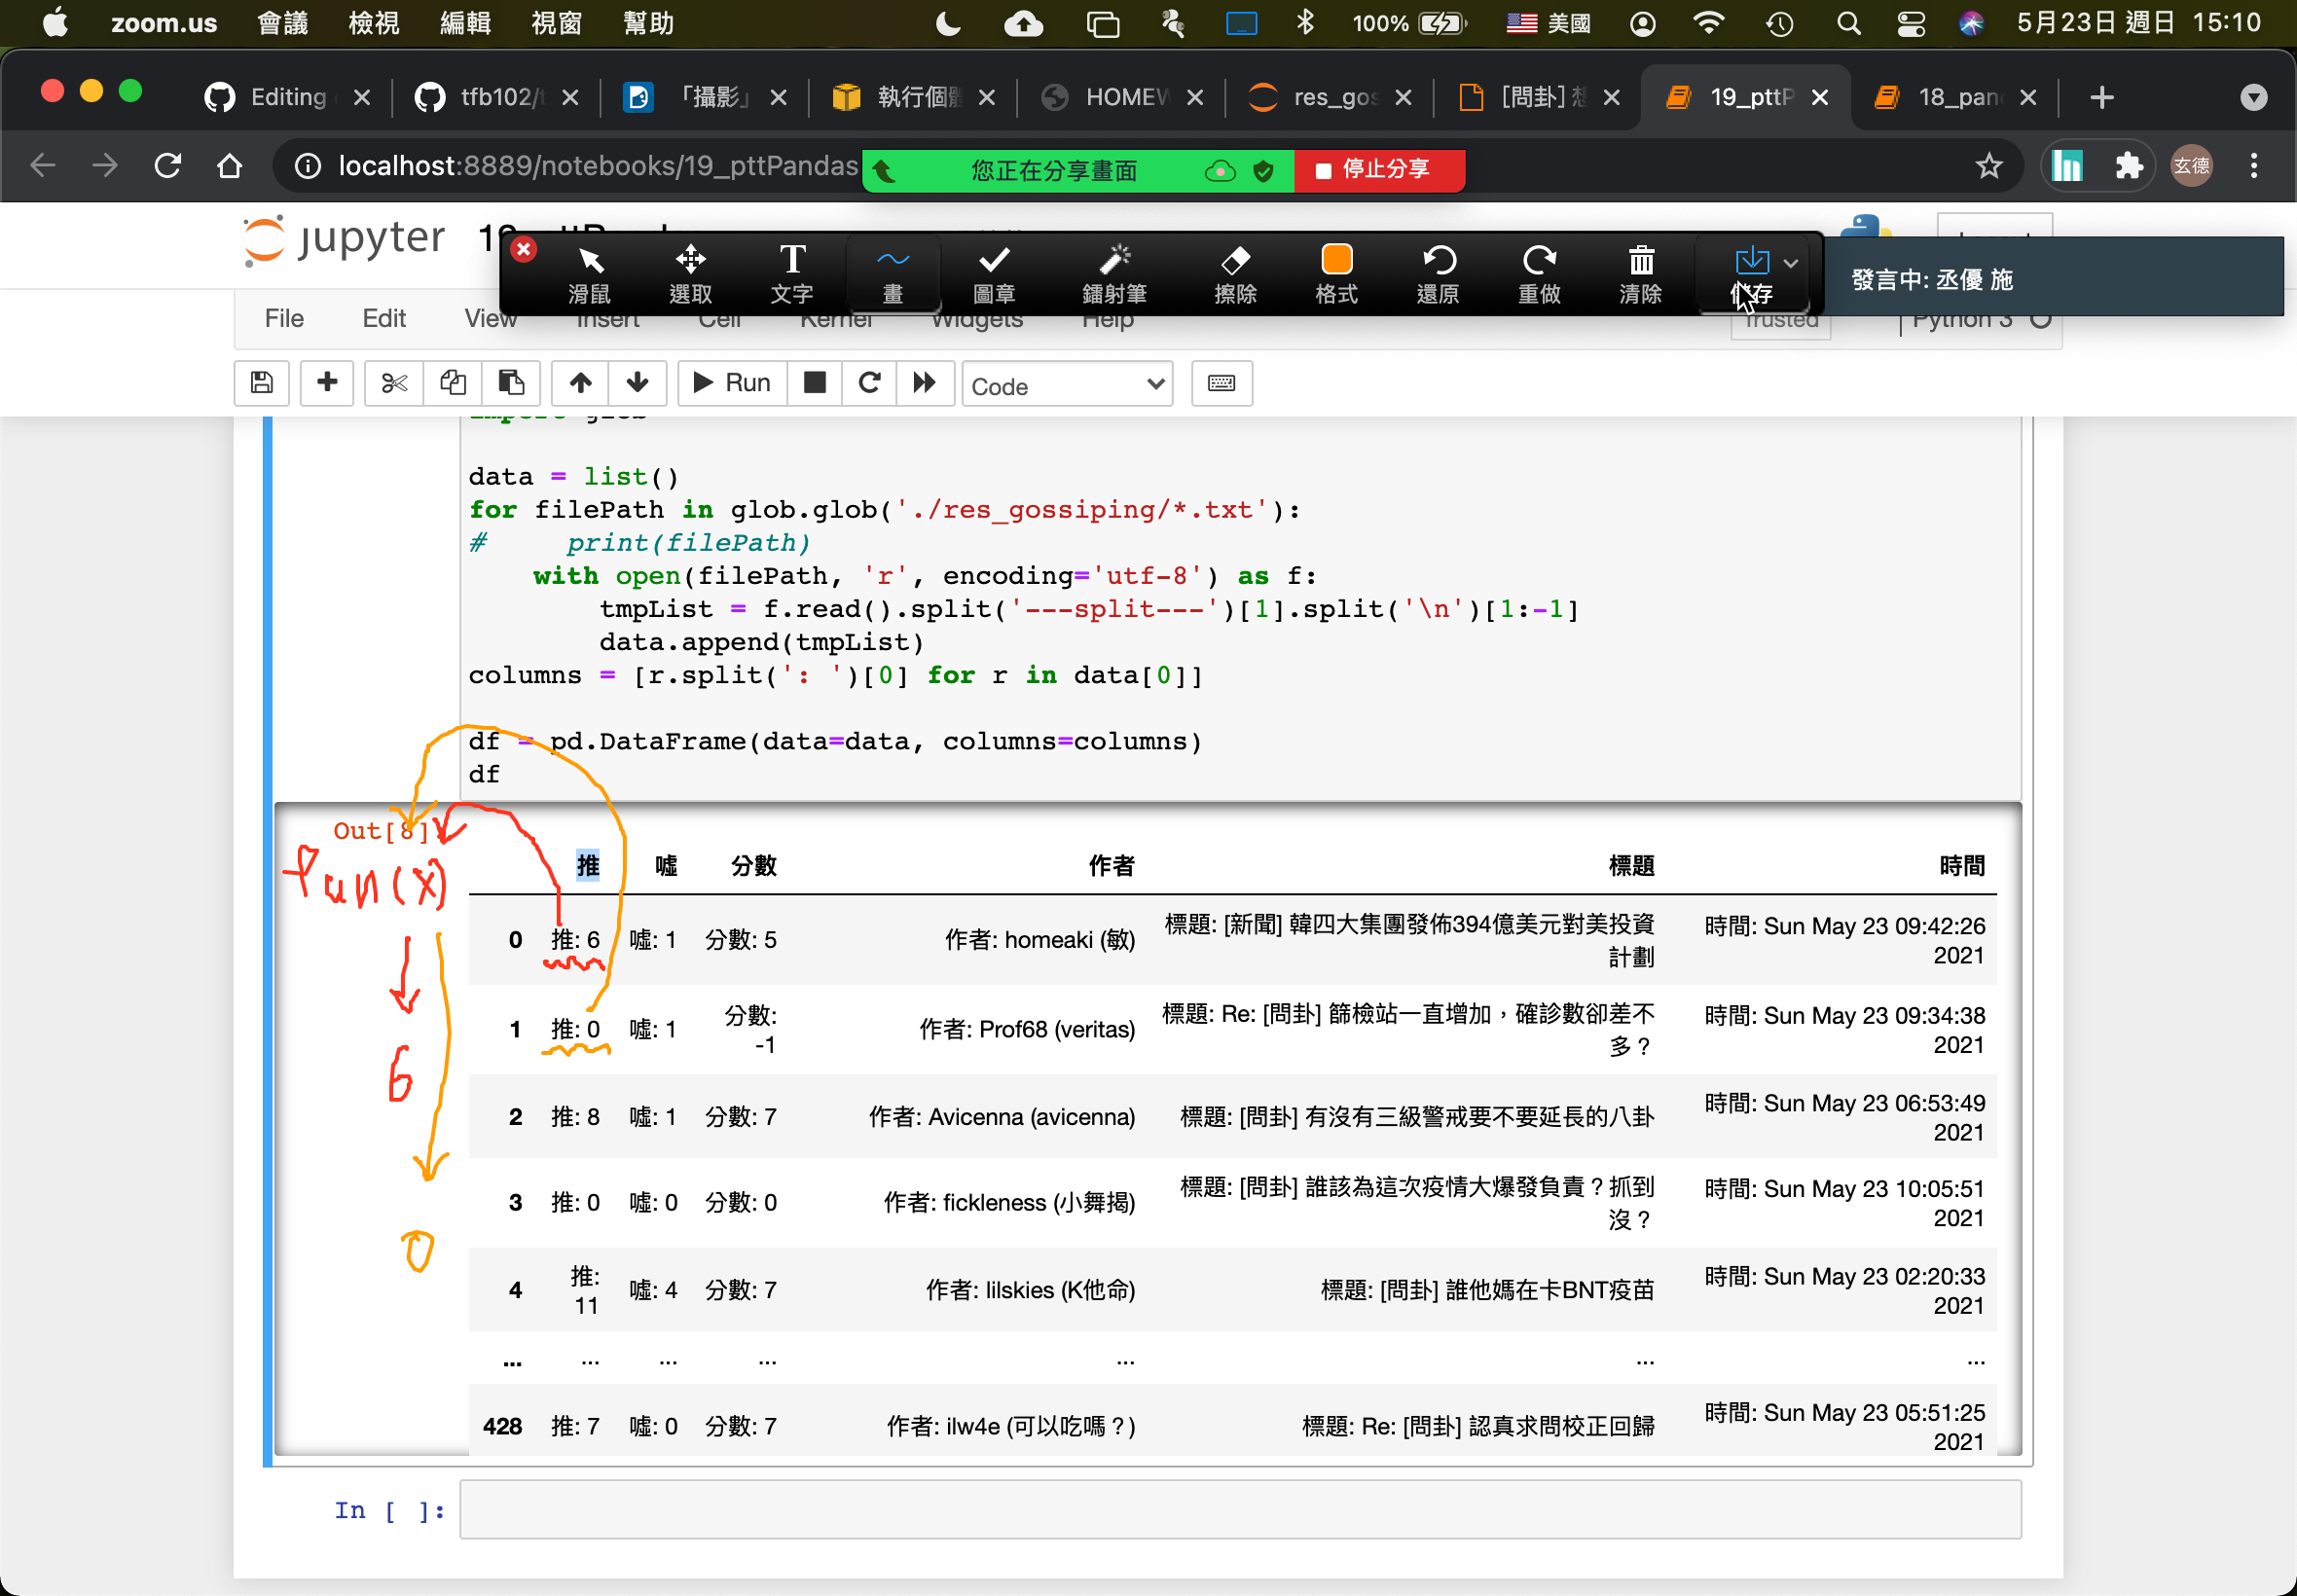 zoom.us 會議 檢視 編輯 視窗 幫助 100% 美國 5月23日 週日 15:10
Editing tfb102/t 「攝影」 執行個體 HOMEW res_gos [問卦] 想 19_pttP 18_pan
localhost:8889/notebooks/19_pttPandas 您正在分享畫面 停止分享 玄德
jupyter
滑鼠 選取 文字 畫 圖章 鐳射筆 擦除 格式 還原 重做 清除 儲存 發言中: 丞優 施
File Edit View Insert Cell Kernel Widgets Help Trusted Python 3
Run Code
import glob
data = list()
for filePath in glob.glob('./res_gossiping/*.txt'):
# print(filePath)
with open(filePath, 'r', encoding='utf-8') as f:
tmpList = f.read().split('---split---')[1].split('\n')[1:-1]
data.append(tmpList)
columns = [r.split(': ')[0] for r in data[0]]
df = pd.DataFrame(data=data, columns=columns)
df
Out[8]:
fun(x)
6
0
推 噓 分數 作者 標題 時間
0 推: 6 噓: 1 分數: 5 作者: homeaki (敏) 標題: [新聞] 韓四大集團發佈394億美元對美投資計劃 時間: Sun May 23 09:42:26 2021
1 推: 0 噓: 1 分數: -1 作者: Prof68 (veritas) 標題: Re: [問卦] 篩檢站一直增加，確診數卻差不多？ 時間: Sun May 23 09:34:38 2021
2 推: 8 噓: 1 分數: 7 作者: Avicenna (avicenna) 標題: [問卦] 有沒有三級警戒要不要延長的八卦 時間: Sun May 23 06:53:49 2021
3 推: 0 噓: 0 分數: 0 作者: fickleness (小舞揭) 標題: [問卦] 誰該為這次疫情大爆發負責？抓到沒？ 時間: Sun May 23 10:05:51 2021
4 推: 11 噓: 4 分數: 7 作者: lilskies (K他命) 標題: [問卦] 誰他媽在卡BNT疫苗 時間: Sun May 23 02:20:33 2021
... ... ... ... ... ... ...
428 推: 7 噓: 0 分數: 7 作者: ilw4e (可以吃嗎？) 標題: Re: [問卦] 認真求問校正回歸 時間: Sun May 23 05:51:25 2021
In [ ]: